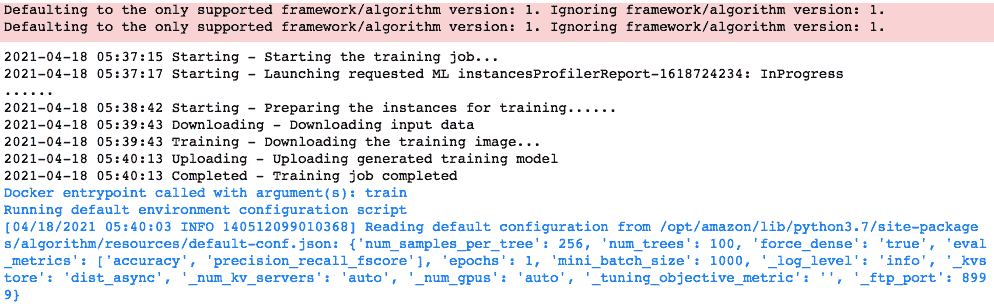 Defaulting to the only supported framework/algorithm version: 1. Ignoring framework/algorithm version: 1.
Defaulting to the only supported framework/algorithm version: 1. Ignoring framework/algorithm version: 1.
2021-04-18 05:37:15 Starting - Starting the training job...
2021-04-18 05:37:17 Starting - Launching requested ML instancesProfilerReport-1618724234: InProgress
......
2021-04-18 05:38:42 Starting - Preparing the instances for training......
2021-04-18 05:39:43 Downloading - Downloading input data
2021-04-18 05:39:43 Training - Downloading the training image...
2021-04-18 05:40:13 Uploading - Uploading generated training model
2021-04-18 05:40:13 Completed - Training job completed
Docker entrypoint called with argument(s): train
Running default environment configuration script
[04/18/2021 05:40:03 INFO 140512099010368] Reading default configuration from /opt/amazon/lib/python3.7/site-package
s/algorithm/resources/default-conf.json: {'num_samples_per_tree': 256, 'num_trees': 100, 'force_dense': 'true', 'eval
_metrics': ['accuracy', 'precision_recall_fscore'], 'epochs': 1, 'mini_batch_size': 1000, '_log_level': 'info', '_kvs
tore': 'dist_async', '_num_kv_servers': 'auto', '_num_gpus': 'auto', '_tuning_objective_metric': '', '_ftp_port': 899
9}